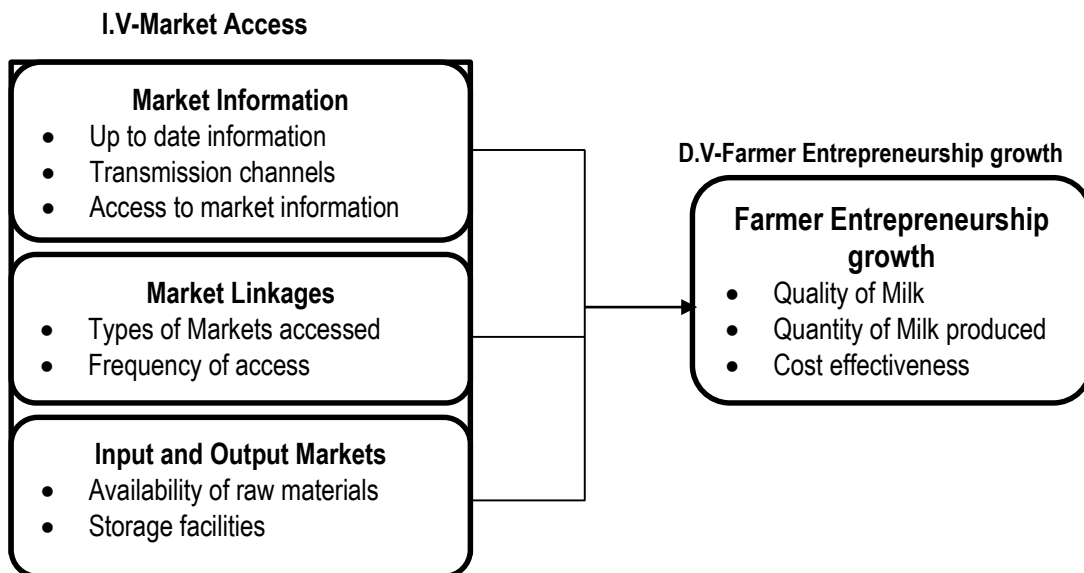 I.V-Market Access
Market Information
• Up to date information
• Transmission channels
• Access to market information
Market Linkages
• Types of Markets accessed
• Frequency of access
Input and Output Markets
• Availability of raw materials
• Storage facilities
D.V-Farmer Entrepreneurship growth
Farmer Entrepreneurship
growth
• Quality of Milk
• Quantity of Milk produced
• Cost effectiveness